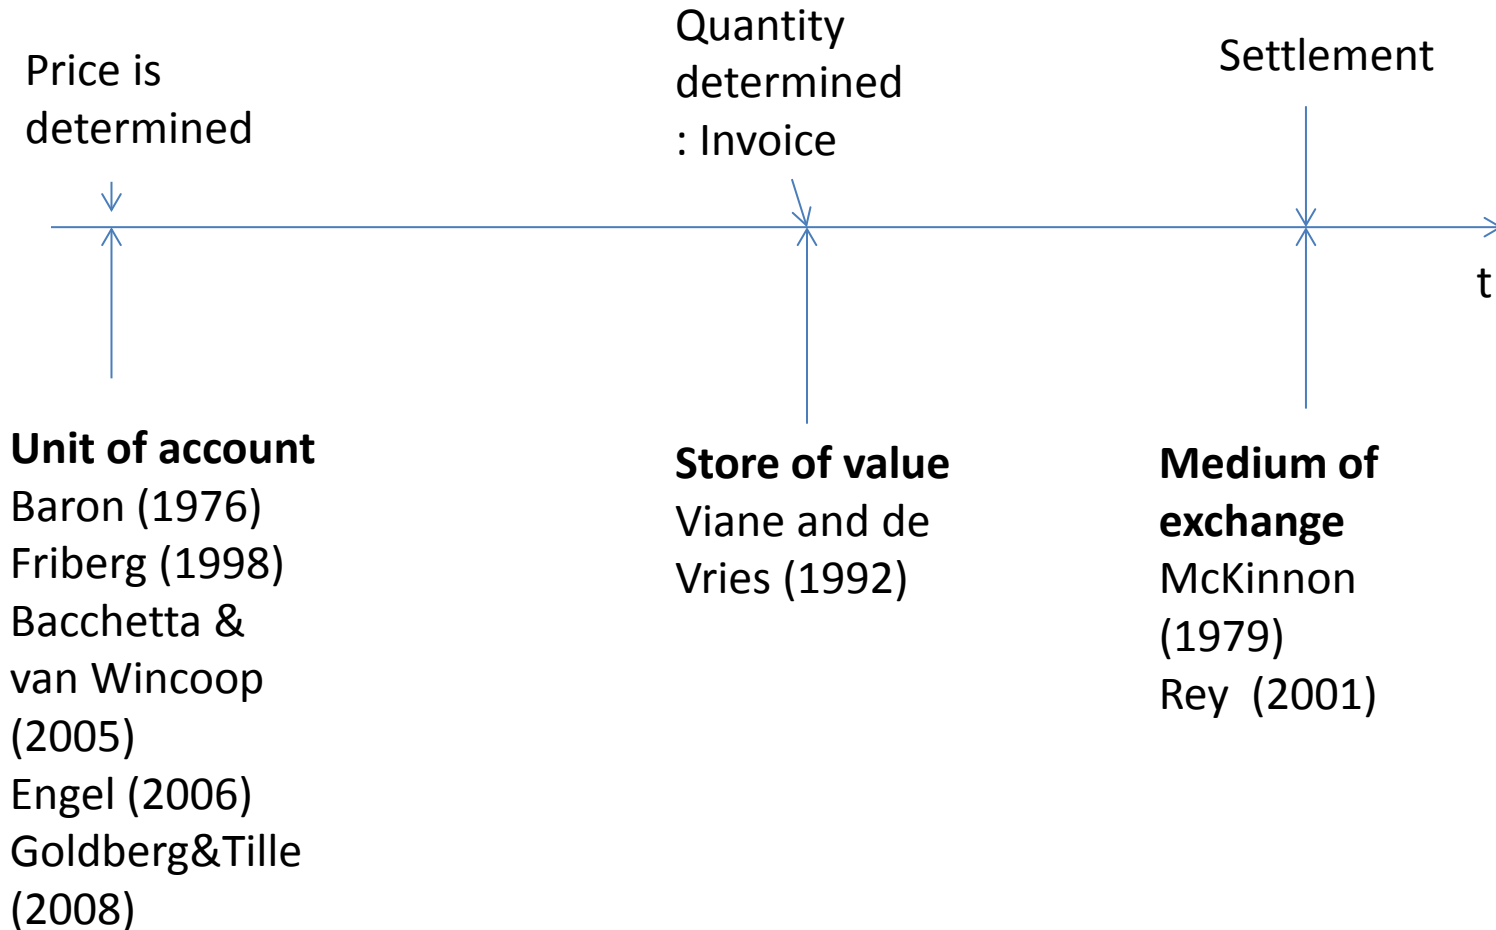 Price is
determined
Quantity
determined
: Invoice
Settlement
t
Unit of account
Baron (1976)
Friberg (1998)
Bacchetta &
van Wincoop
(2005)
Engel (2006)
Goldberg&Tille
(2008)
Store of value
Viane and de
Vries (1992)
Medium of
exchange
McKinnon
(1979)
Rey (2001)